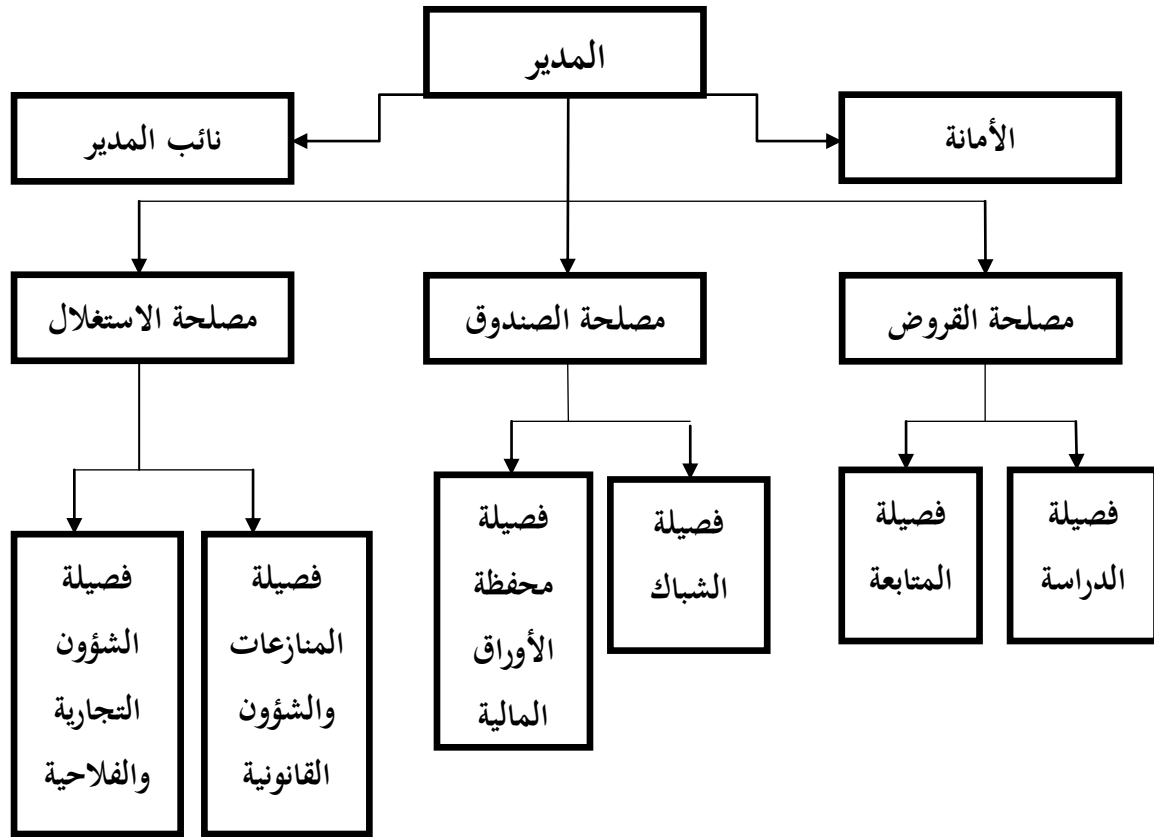 المدير
الأمانة
نائب المدير
مصلحة القروض
مصلحة الصندوق
مصلحة الاستغلال
فصيلة
الدراسة
فصيلة
المتابعة
فصيلة
الشباك
فصيلة
محفظة
الأوراق
المالية
فصيلة
المنازعات
والشؤون
القانونية
فصيلة
الشؤون
التجارية
والفلاحية